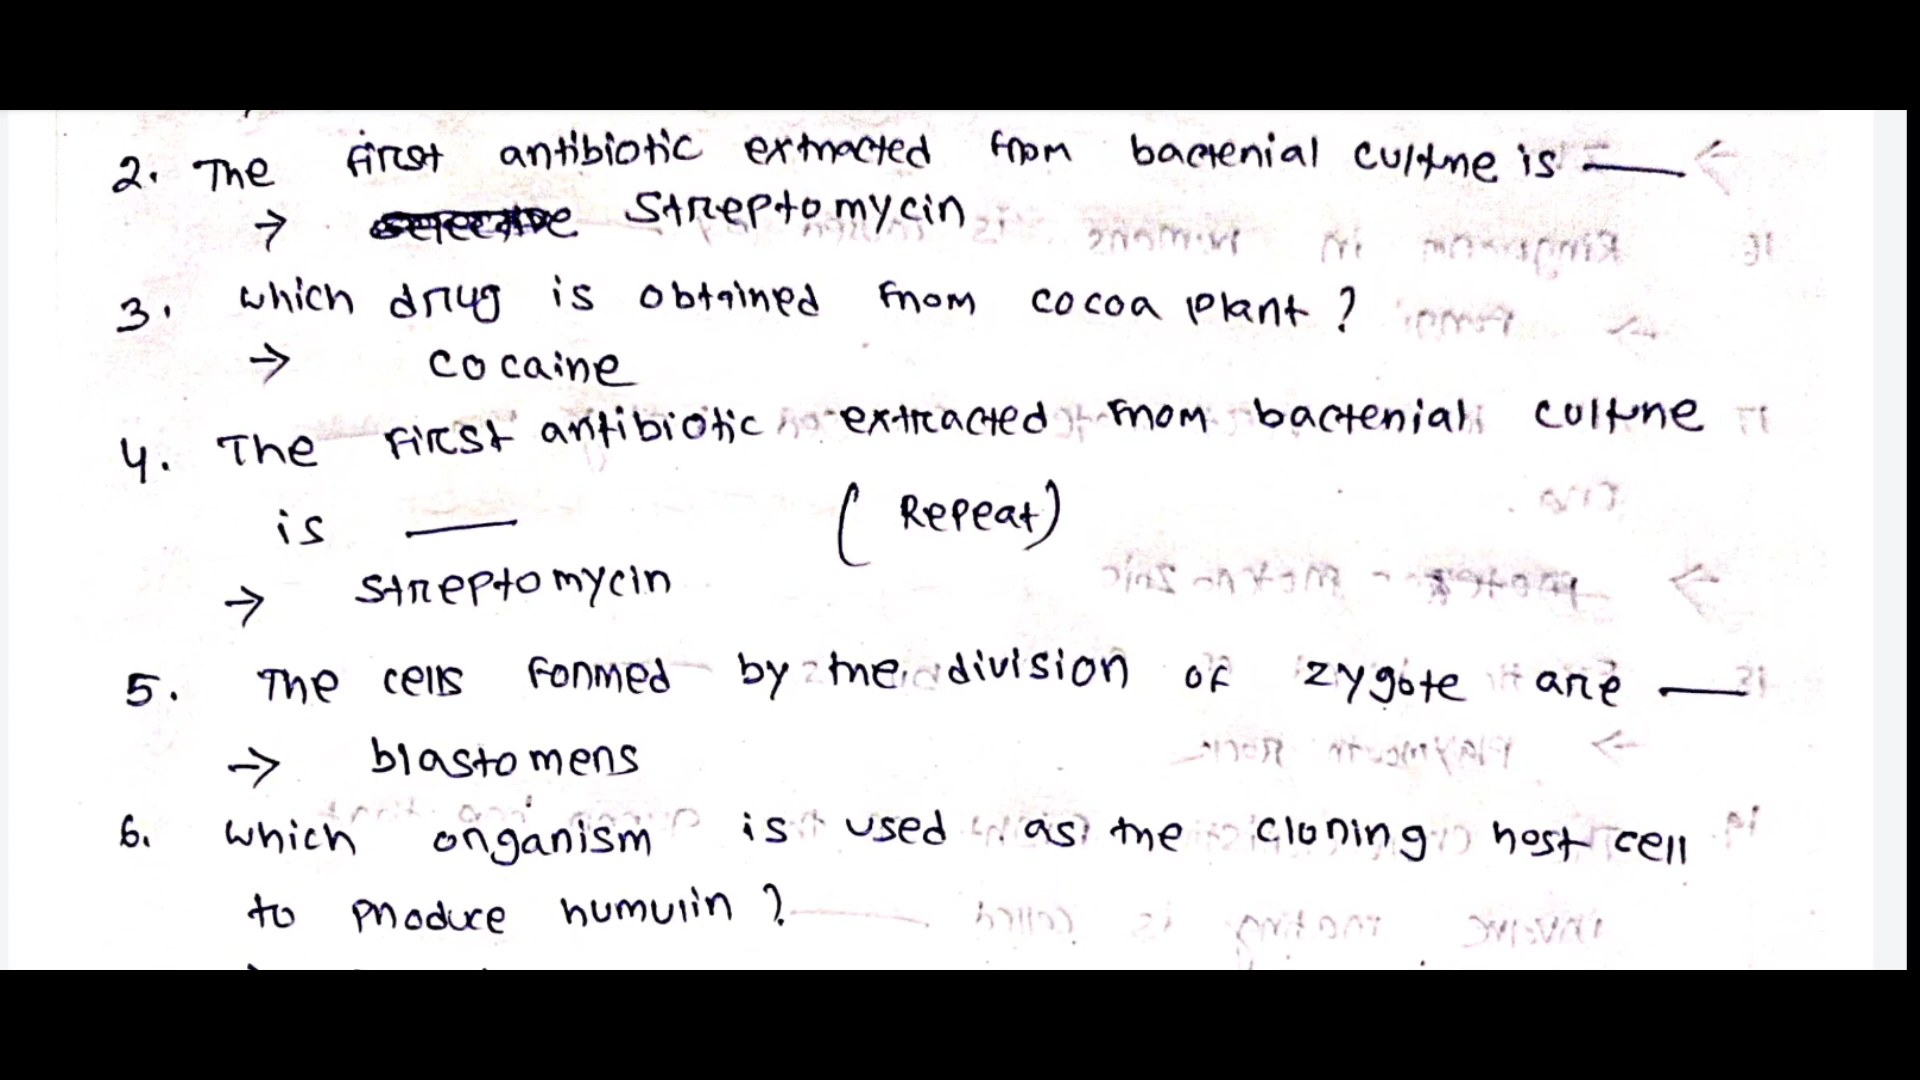 2. The first antibiotic extracted from bacterial culture is —
→ Streptomycin
3. which drug is obtained from cocoa plant ?
→ cocaine
4. The First antibiotic extracted from bacterial culture
is — (Repeat)
→ Streptomycin
5. The cells formed by the division of zygote are —
→ blastomers
6. which organism is used as the cloning host cell
to produce humulin ?